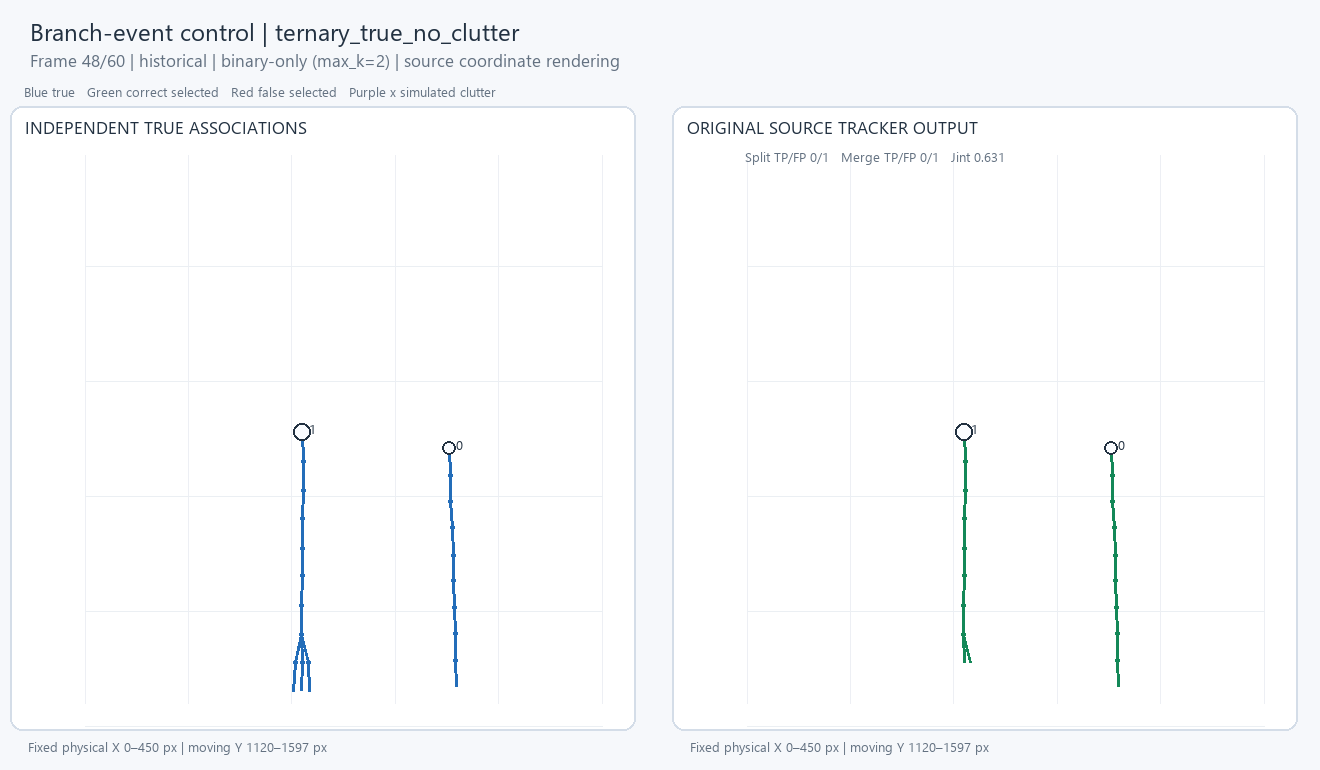 Branch-event control | ternary_true_no_clutter
Frame 48/60 | historical | binary-only (max_k=2) | source coordinate rendering
Blue true Green correct selected Red false selected Purple x simulated clutter
INDEPENDENT TRUE ASSOCIATIONS
1
0
Fixed physical X 0–450 px | moving Y 1120–1597 px
ORIGINAL SOURCE TRACKER OUTPUT
Split TP/FP 0/1 Merge TP/FP 0/1 Jint 0.631
1
0
Fixed physical X 0–450 px | moving Y 1120–1597 px